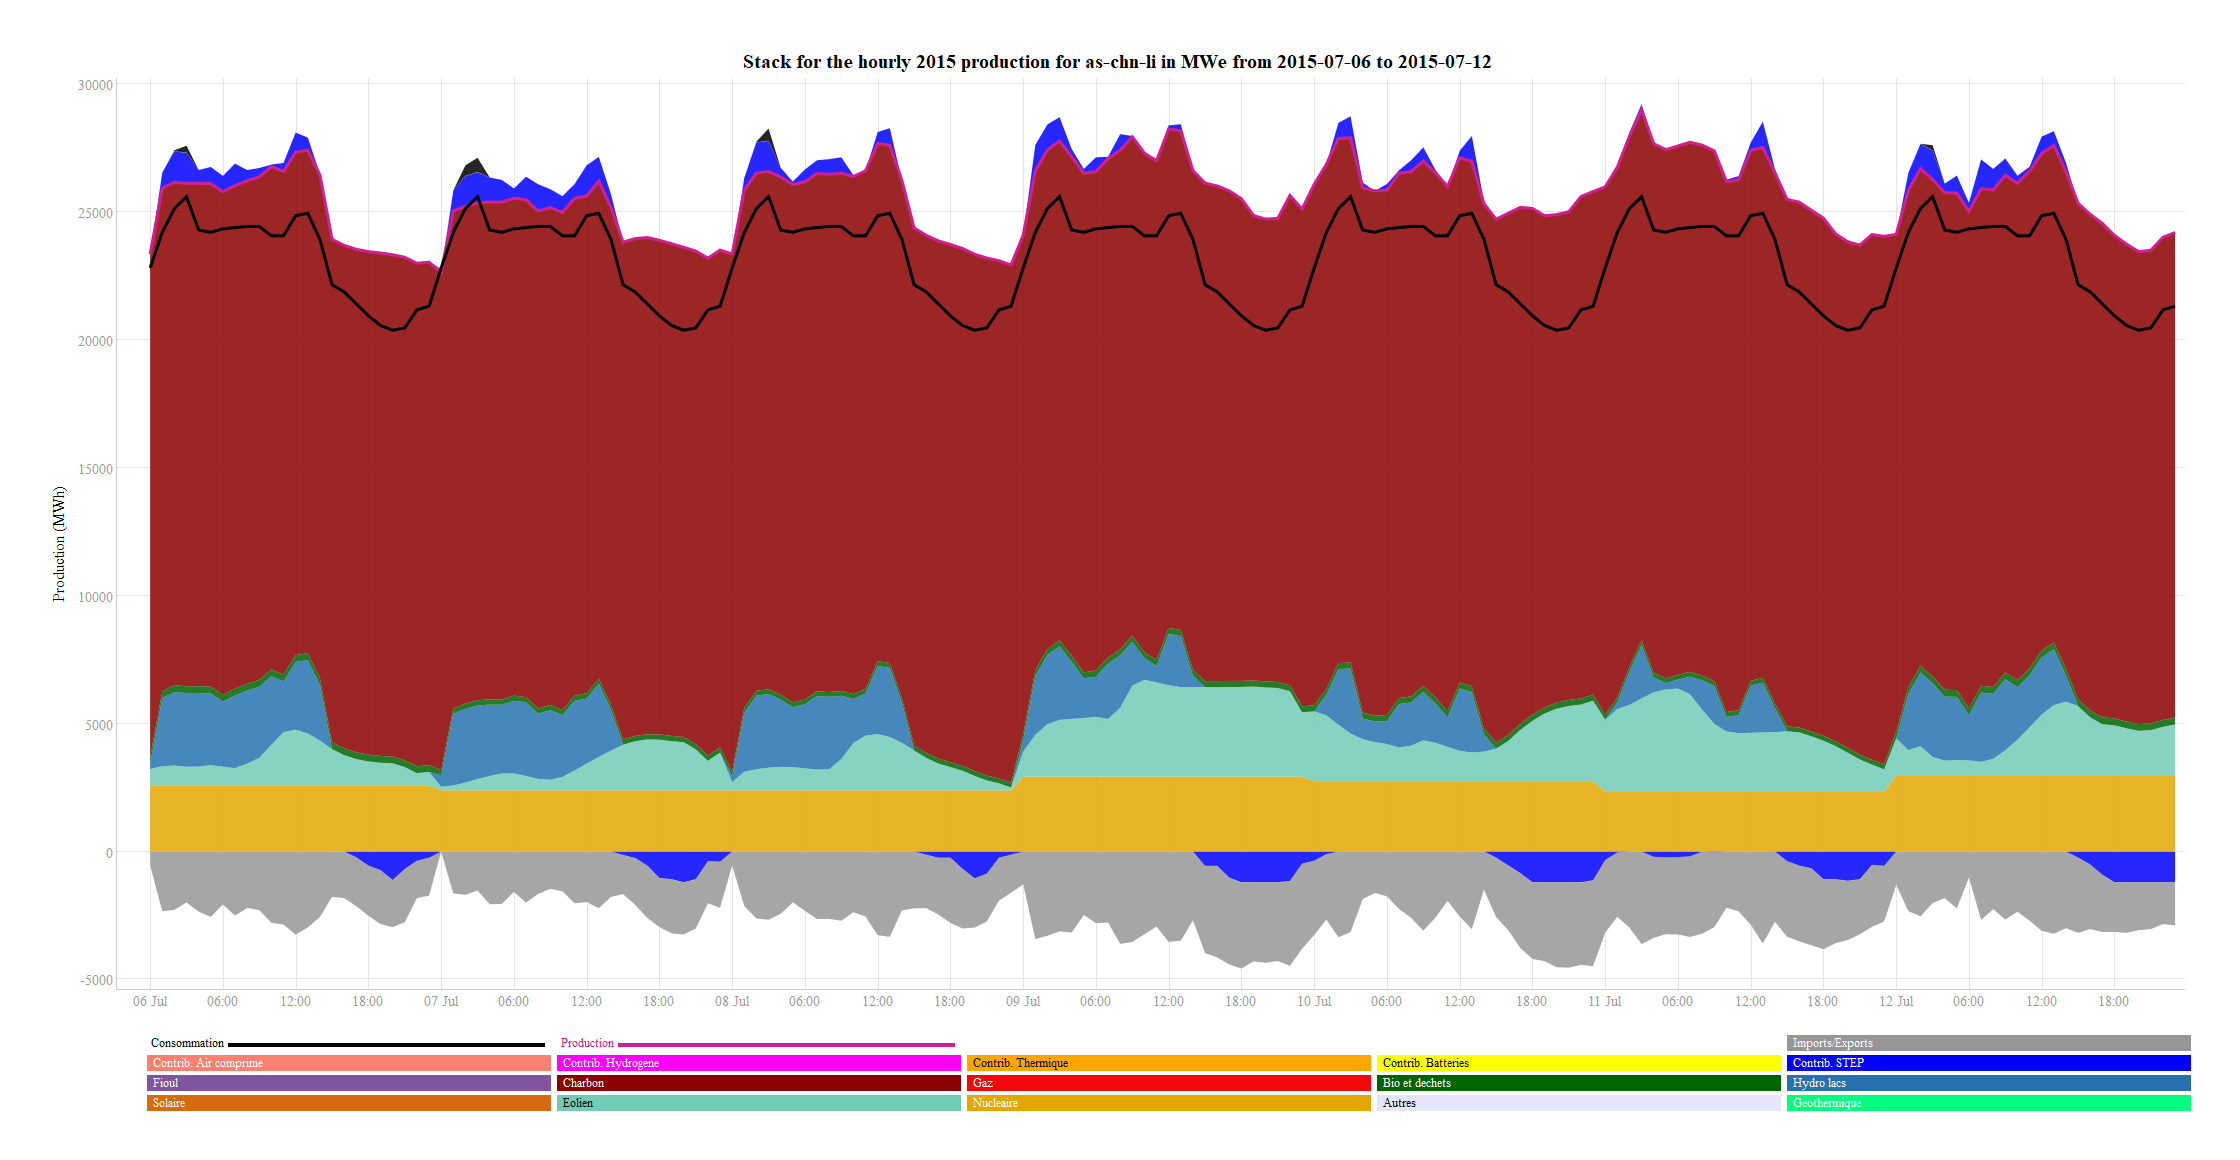 Stack for the hourly 2015 production for as-chn-li in MWe from 2015-07-06 to 2015-07-12
30000
25000
20000
15000
10000
5000
0
-5000
Production (MWh)
06 Jul 06:00 12:00 18:00 07 Jul 06:00 12:00 18:00 08 Jul 06:00 12:00 18:00 09 Jul 06:00 12:00 18:00 10 Jul 06:00 12:00 18:00 11 Jul 06:00 12:00 18:00 12 Jul 06:00 12:00 18:00
Consommation Production Imports/Exports
Contrib. Air comprime Contrib. Hydrogene Contrib. Thermique Contrib. Batteries Contrib. STEP
Fioul Charbon Gaz Bio et dechets Hydro lacs
Solaire Eolien Nucleaire Autres Geothermique